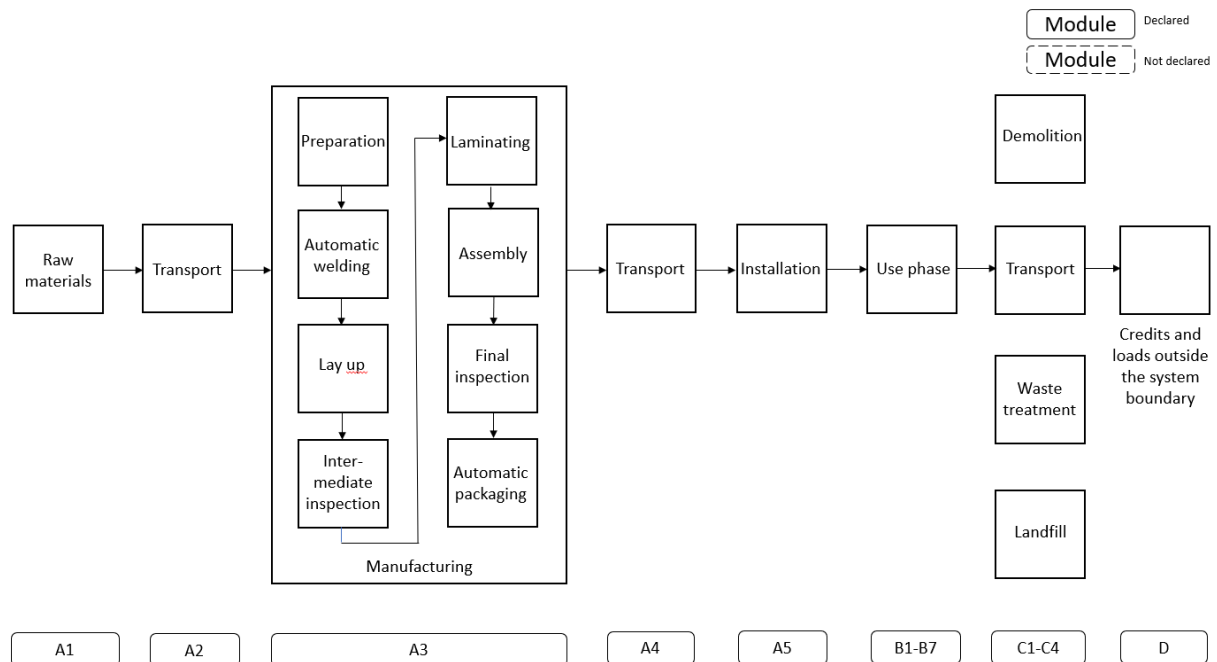 Module Declared
Module Not declared
Preparation
Automatic
welding
Lay up
Inter-
mediate
inspection
Laminating
Assembly
Final
inspection
Automatic
packaging
Manufacturing
Raw
materials
Transport
Transport
Installation
Use phase
Demolition
Transport
Waste
treatment
Landfill
Credits and
loads outside
the system
boundary
A1
A2
A3
A4
A5
B1-B7
C1-C4
D